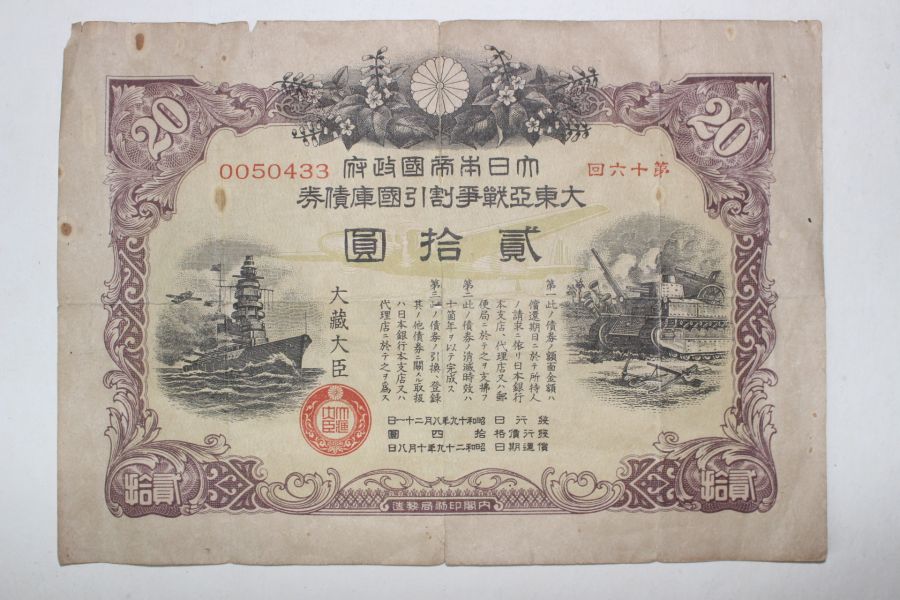 20
20
第十六回
大日本帝國政府
0050433
大東亞戰爭割引國庫債券
貳拾圓
第一此ノ債券ノ額面金額ハ
償還期日ニ於テ所持人
ノ請求ニ依リ日本銀行
本支店、代理店又ハ郵
便局ニ於テ之ヲ支拂フ
第二此ノ債券ノ消滅時效ハ
十箇年ヲ以テ完成ス
第三此ノ債券ノ引換、登録
其ノ他債券ニ關スル取扱
ハ日本銀行本支店又ハ
代理店ニ於テ之ヲ爲ス
大藏大臣
大藏大臣
發行日 昭和十九年八月二十一日
發行價格 拾四圓
償還期日 昭和二十九年十月八日
貳拾
貳拾
內閣印刷局製造